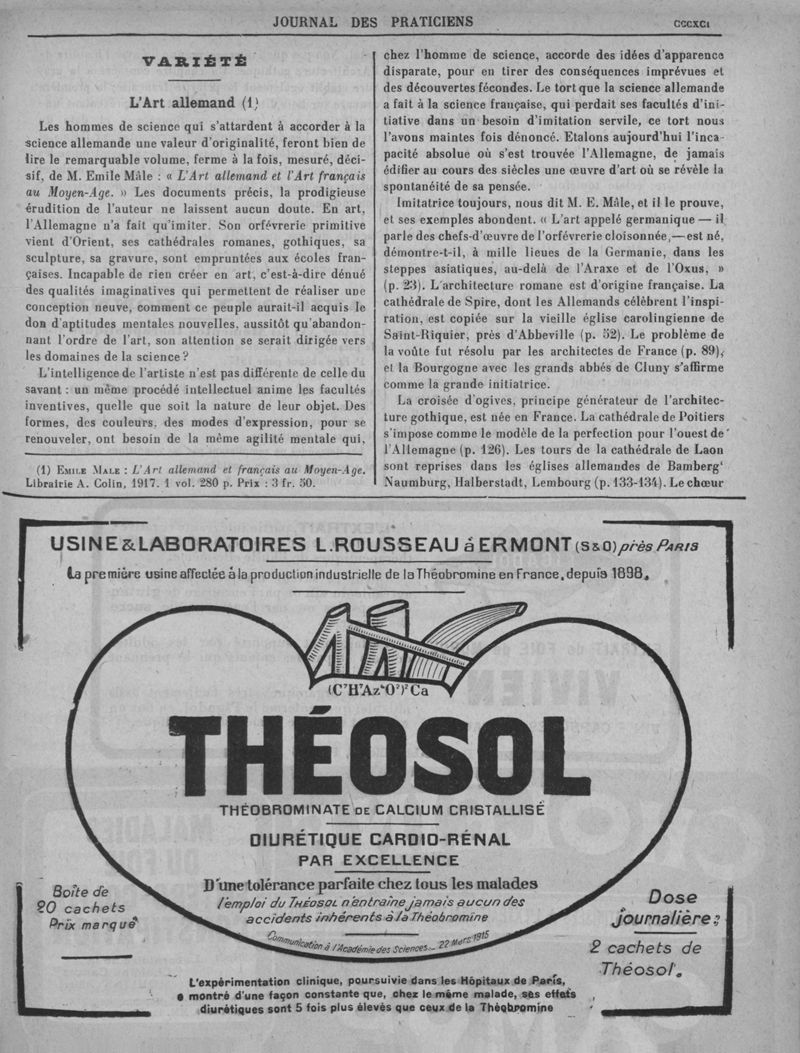 JOURNAL DES PRATICIENS
CCCXCI
VARIÉTÉ
L'Art allemand (1)
Les hommes de science qui s'attardent à accorder à la
science allemande une valeur d'originalité, feront bien de
lire le remarquable volume, ferme à la fois, mesuré, déci-
sif, de M. Emile Mâle : « L'Art allemand et l'Art français
au Moyen-Age. » Les documents précis, la prodigieuse
érudition de l'auteur ne laissent aucun doute. En art,
l'Allemagne n'a fait qu'imiter. Son orfévrerie primitive
vient d'Orient, ses cathédrales romanes, gothiques, sa
sculpture, sa gravure, sont empruntées aux écoles fran-
çaises. Incapable de rien créer en art, c'est-à-dire dénué
des qualités imaginatives qui permettent de réaliser une
conception neuve, comment ce peuple aurait-il acquis le
don d'aptitudes mentales nouvelles, aussitôt qu'abandon-
nant l'ordre de l'art, son attention se serait dirigée vers
les domaines de la science ?
L'intelligence de l'artiste n'est pas différente de celle du
savant : un même procédé intellectuel anime les facultés
inventives, quelle que soit la nature de leur objet. Des
formes, des couleurs, des modes d'expression, pour se
renouveler, ont besoin de la même agilité mentale qui,
(1) EMILE MALE : L'Art allemand et français au Moyen-Age.
Librairie A. Colin, 1917. 1 vol. 280 p. Prix : 3 fr. 50.
chez l'homme de science, accorde des idées d'apparence
disparate, pour en tirer des conséquences imprévues et
des découvertes fécondes. Le tort que la science allemande
a fait à la science française, qui perdait ses facultés d'ini-
tiative dans un besoin d'imitation servile, ce tort nous
l'avons maintes fois dénoncé. Etalons aujourd'hui l'inca-
pacité absolue où s'est trouvée l'Allemagne, de jamais
édifier au cours des siècles une œuvre d'art où se révèle la
spontanéité de sa pensée.
Imitatrice toujours, nous dit M. E. Mâle, et il le prouve,
et ses exemples abondent. « L'art appelé germanique — il
parle des chefs-d'œuvre de l'orfévrerie cloisonnée,—est né,
démontre-t-il, à mille lieues de la Germanie, dans les
steppes asiatiques, au-delà de l'Araxe et de l'Oxus, »
(p. 23). L'architecture romane est d'origine française. La
cathédrale de Spire, dont les Allemands célèbrent l'inspi-
ration, est copiée sur la vieille église carolingienne de
Saint-Riquier, près d'Abbeville (p. 52). Le problème de
la voûte fut résolu par les architectes de France (p. 89),
et la Bourgogne avec les grands abbés de Cluny s'affirme
comme la grande initiatrice.
La croisée d'ogives, principe générateur de l'architec-
ture gothique, est née en France. La cathédrale de Poitiers
s'impose comme le modèle de la perfection pour l'ouest de
l'Allemagne (p. 126). Les tours de la cathédrale de Laon
sont reprises dans les églises allemandes de Bamberg'
Naumburg, Halberstadt, Lembourg (p. 133-134). Le chœur
USINE & LABORATOIRES L. ROUSSEAU à ERMONT (S & O) près PARIS
La première usine affectée à la production industrielle de la Théobromine en France, depuis 1898.
(C⁷H⁷Az⁴O²)² Ca
THÉOSOL
THÉOBROMINATE DE CALCIUM CRISTALLISÉ
DIURÉTIQUE CARDIO-RÉNAL
PAR EXCELLENCE
D'une tolérance parfaite chez tous les malades
l'emploi du THÉOSOL n'entraîne jamais aucun des
accidents inhérents à la Théobromine
Communication à l'Académie des Sciences... 22 Mars 1915
Boîte de
20 cachets
Prix marqué
Dose
journalière :
2 cachets de
Théosol.
L'expérimentation clinique, poursuivie dans les Hôpitaux de Paris,
a montré d'une façon constante que, chez le même malade, ses effets
diurétiques sont 5 fois plus élevés que ceux de la Théobromine